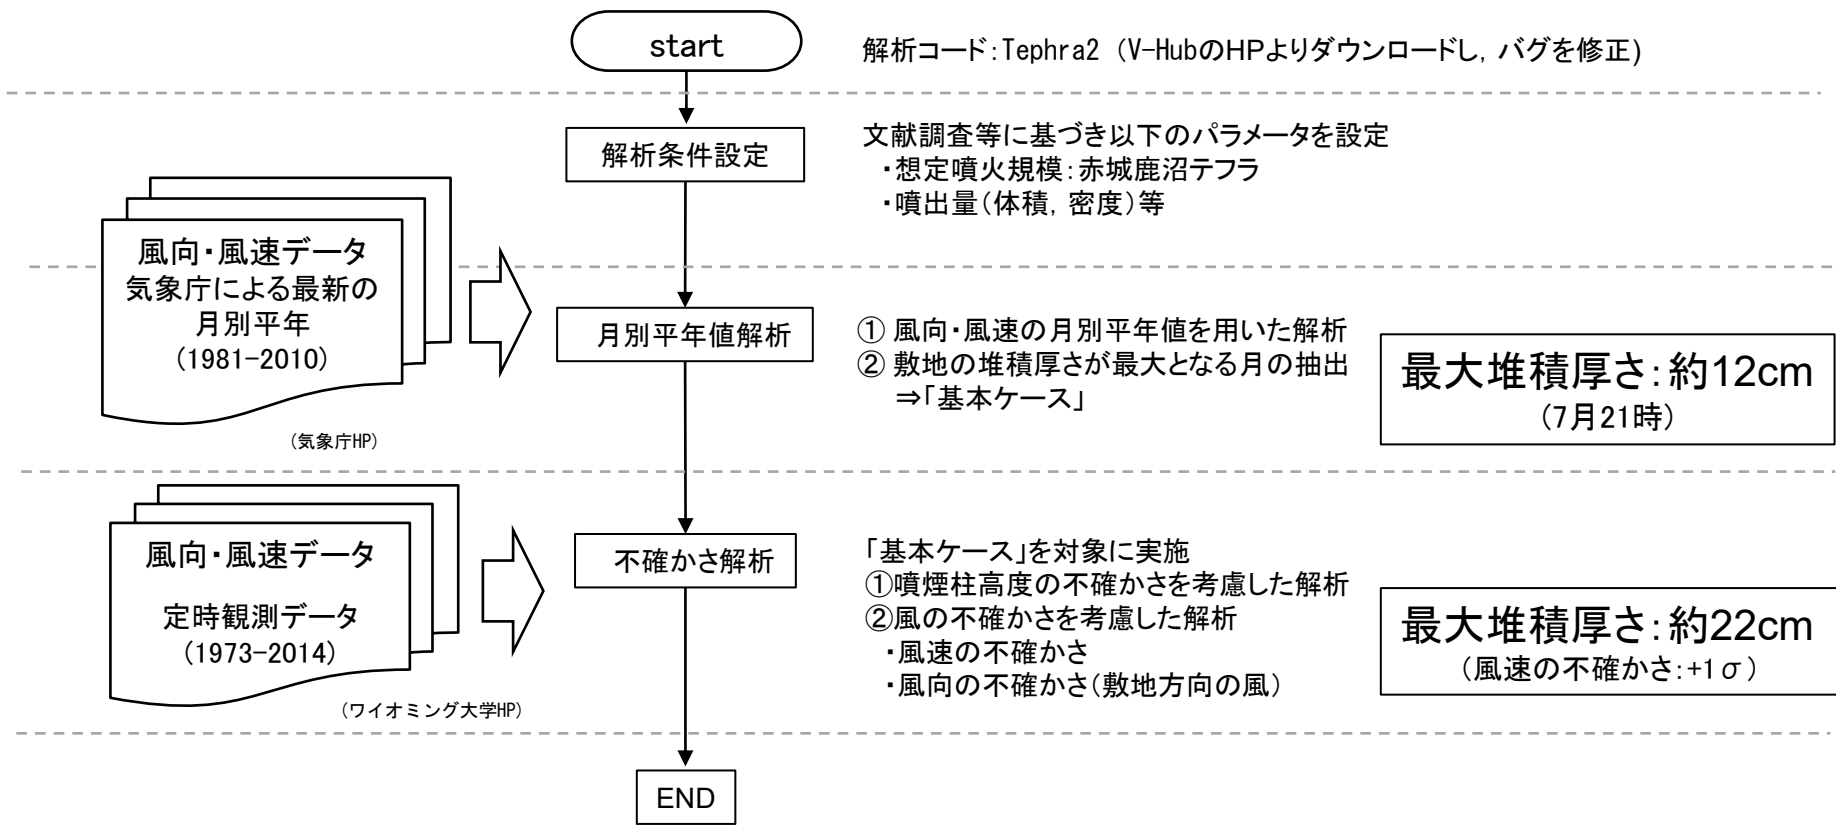 start
解析コード：Tephra2（V-HubのHPよりダウンロードし，バグを修正)
解析条件設定
文献調査等に基づき以下のパラメータを設定
・想定噴火規模：赤城鹿沼テフラ
・噴出量（体積，密度）等
風向・風速データ
気象庁による最新の
月別平年
（1981-2010）
（気象庁HP）
月別平年値解析
① 風向・風速の月別平年値を用いた解析
② 敷地の堆積厚さが最大となる月の抽出
⇒「基本ケース」
最大堆積厚さ：約12cm
（7月21時）
風向・風速データ
定時観測データ
（1973-2014）
（ワイオミング大学HP）
不確かさ解析
「基本ケース」を対象に実施
①噴煙柱高度の不確かさを考慮した解析
②風の不確かさを考慮した解析
・風速の不確かさ
・風向の不確かさ（敷地方向の風）
最大堆積厚さ：約22cm
（風速の不確かさ：+1σ）
END